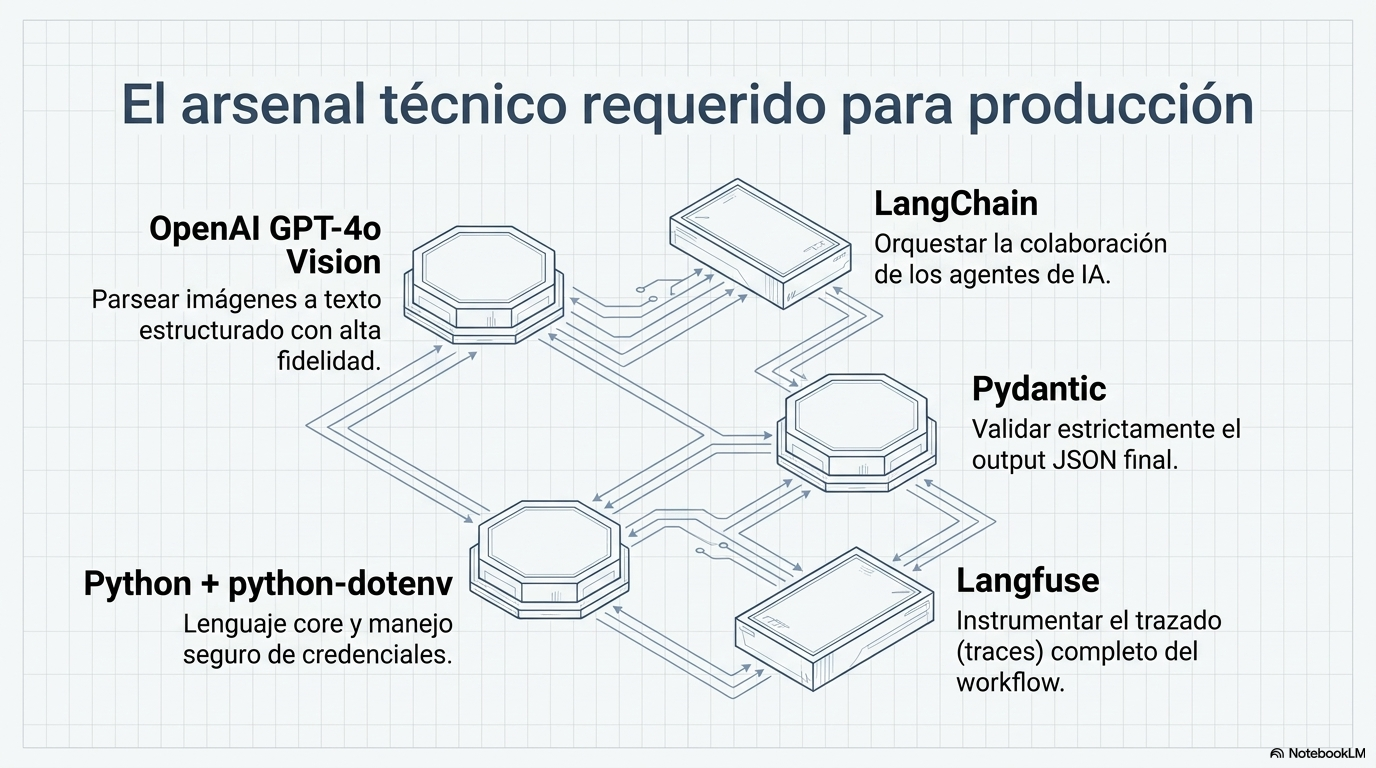 El arsenal técnico requerido para producción
OpenAI GPT-4o
Vision
Parsear imágenes a texto
estructurado con alta
fidelidad.
LangChain
Orquestar la colaboración
de los agentes de IA.
Pydantic
Validar estrictamente el
output JSON final.
Python + python-dotenv
Lenguaje core y manejo
seguro de credenciales.
Langfuse
Instrumentar el trazado
(traces) completo del
workflow.
NotebookLM